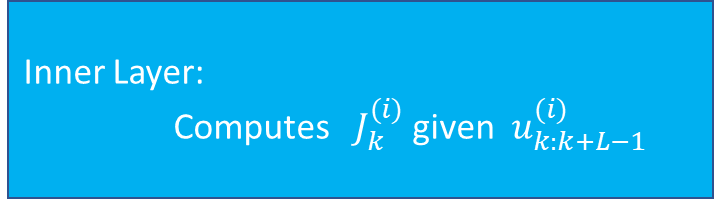 Inner Layer:
Computes $J_k^{(i)}$ given $u_{k:k+L-1}^{(i)}$